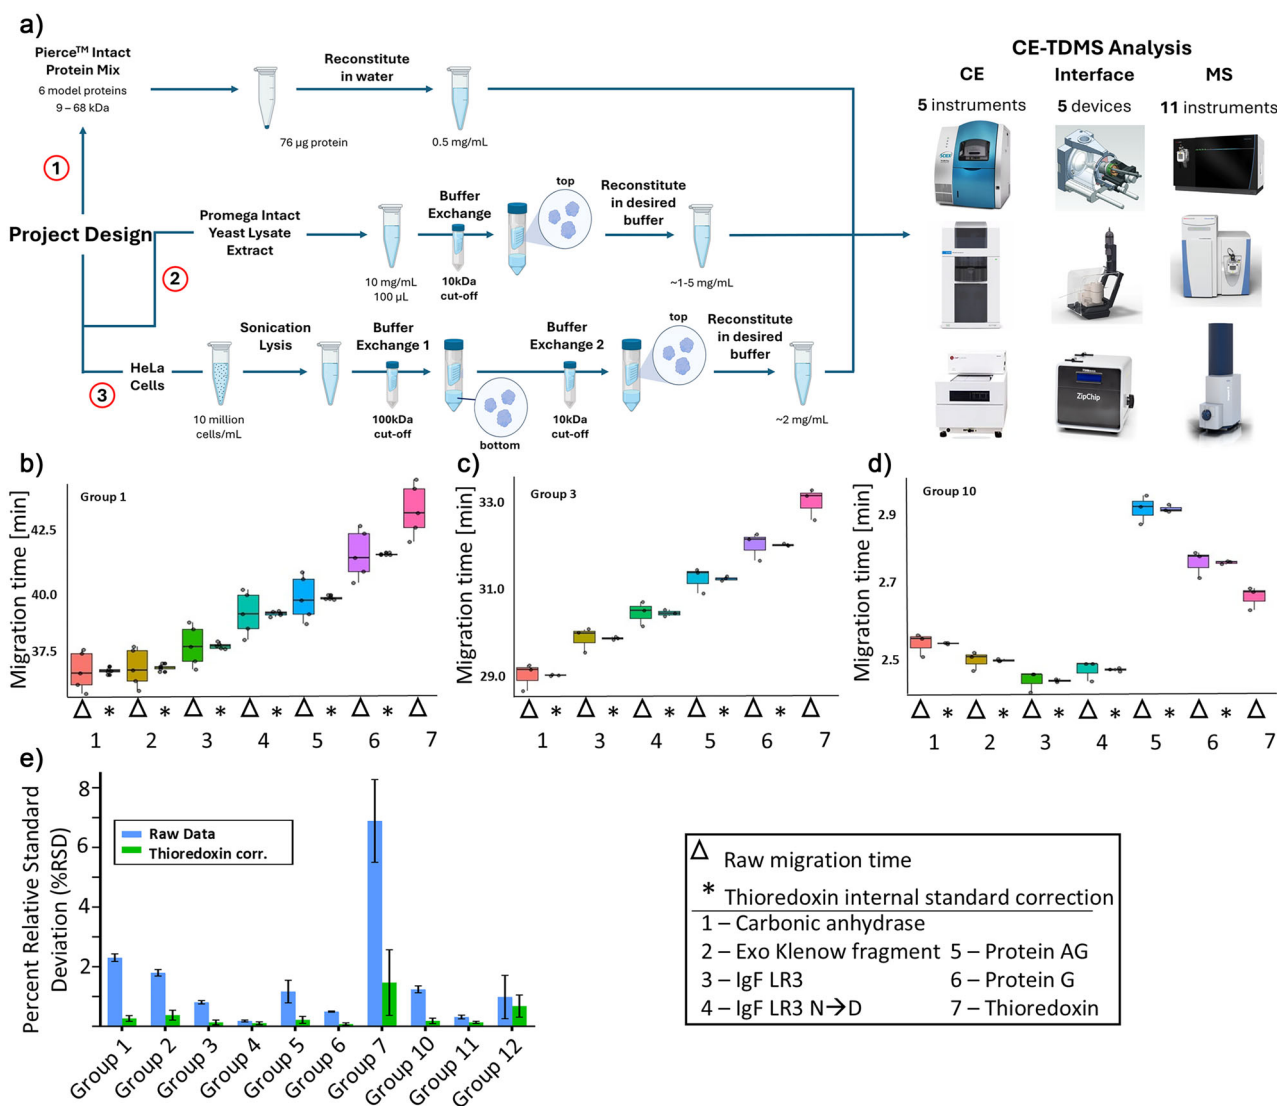 a)
Pierce™ Intact
Protein Mix
6 model proteins
9 – 68 kDa
Reconstitute
in water
76 µg protein
0.5 mg/mL
1
Project Design
2
Promega Intact
Yeast Lysate
Extract
10 mg/mL
100 µL
Buffer
Exchange
10kDa
cut-off
top
Reconstitute
in desired
buffer
~1-5 mg/mL
3
HeLa
Cells
10 million
cells/mL
Sonication
Lysis
Buffer
Exchange 1
100kDa
cut-off
bottom
Buffer
Exchange 2
10kDa
cut-off
top
Reconstitute
in desired
buffer
~2 mg/mL
CE-TDMS Analysis
CE
Interface
MS
5 instruments
5 devices
11 instruments
ZipChip
b)
Group 1
Migration time [min]
42.5
40.0
37.5
Δ * Δ * Δ * Δ * Δ * Δ * Δ
1 2 3 4 5 6 7
c)
Group 3
Migration time [min]
33.0
31.0
29.0
Δ * Δ * Δ * Δ * Δ * Δ * Δ
1 2 3 4 5 6 7
d)
Group 10
Migration time [min]
2.9
2.7
2.5
Δ * Δ * Δ * Δ * Δ * Δ * Δ
1 2 3 4 5 6 7
e)
Percent Relative Standard
Deviation (%RSD)
8
6
4
2
Raw Data
Thioredoxin corr.
Group 1
Group 2
Group 3
Group 4
Group 5
Group 6
Group 7
Group 10
Group 11
Group 12
Δ Raw migration time
* Thioredoxin internal standard correction
1 – Carbonic anhydrase
2 – Exo Klenow fragment
3 – IgF LR3
4 – IgF LR3 N→D
5 – Protein AG
6 – Protein G
7 – Thioredoxin